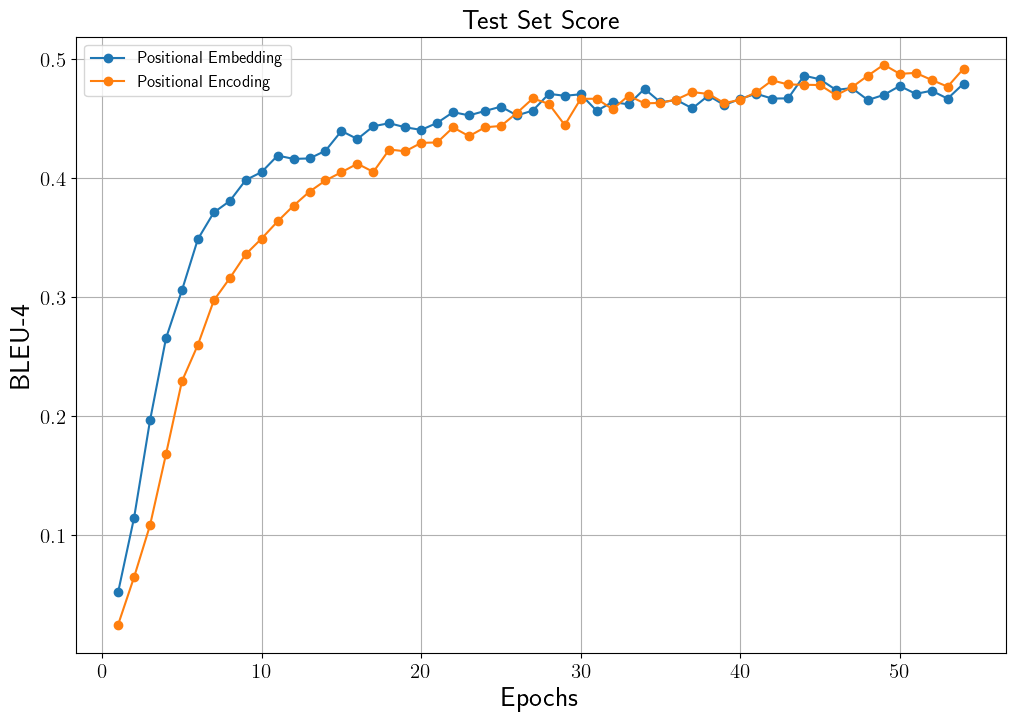 Test Set Score
Positional Embedding
Positional Encoding
BLEU-4
0.5
0.4
0.3
0.2
0.1
0 10 20 30 40 50
Epochs